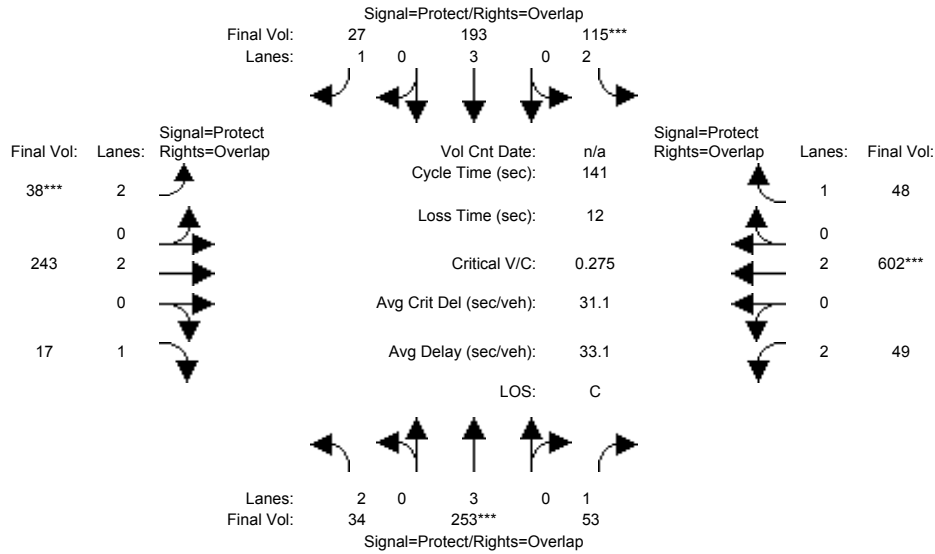 Signal=Protect/Rights=Overlap
Final Vol: 27 193 115***
Lanes: 1 0 3 0 2
Signal=Protect
Final Vol: Lanes: Rights=Overlap
Vol Cnt Date: n/a
Signal=Protect
Rights=Overlap Lanes: Final Vol:
Cycle Time (sec): 141
38*** 2
1 48
Loss Time (sec): 12
0
0
243 2
Critical V/C: 0.275
2 602***
0
Avg Crit Del (sec/veh): 31.1
0
17 1
Avg Delay (sec/veh): 33.1
2 49
LOS: C
Lanes: 2 0 3 0 1
Final Vol: 34 253*** 53
Signal=Protect/Rights=Overlap